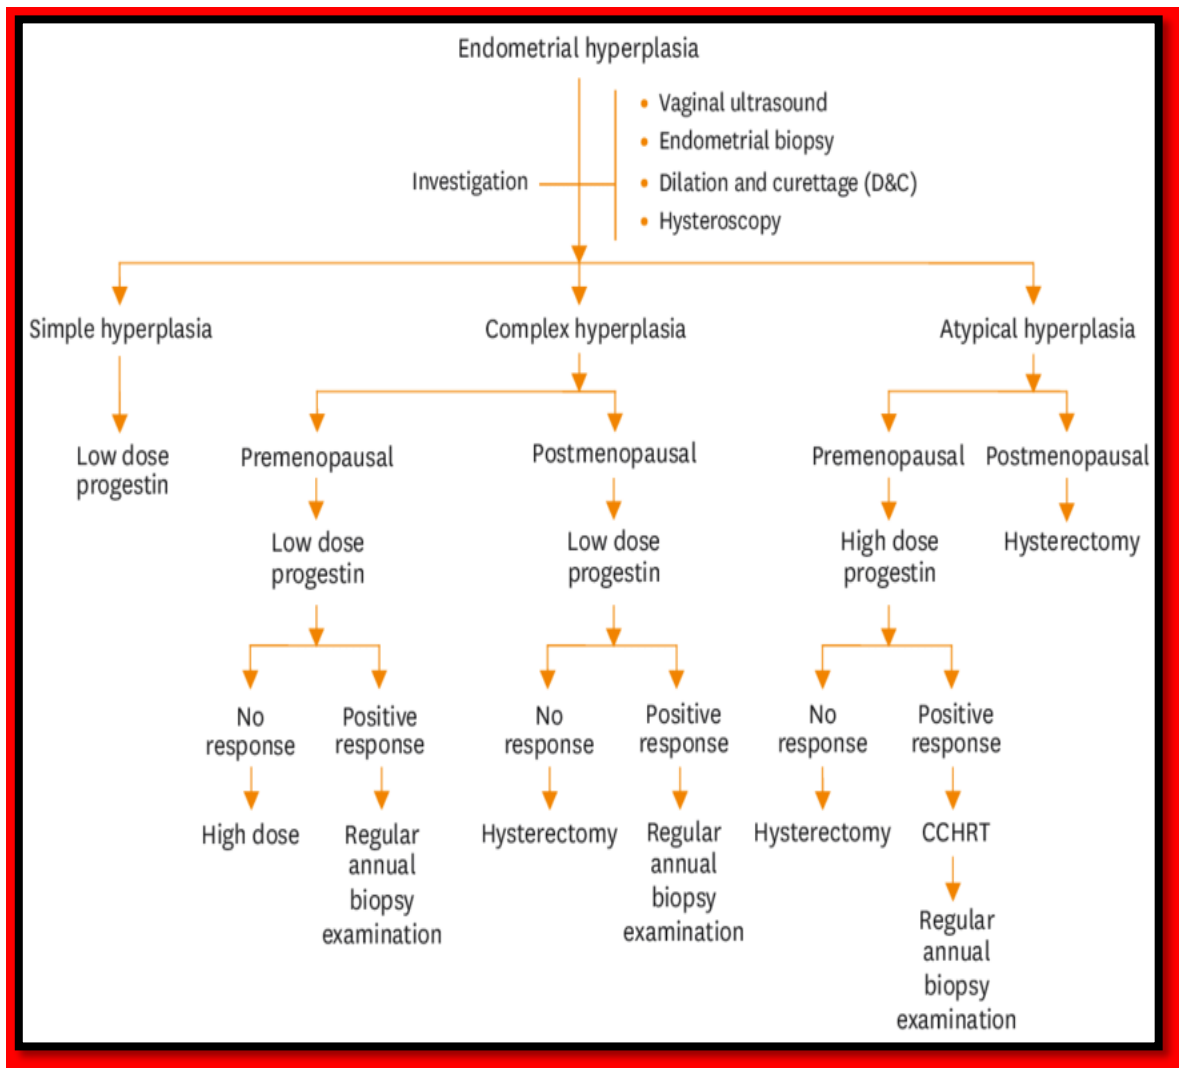 Endometrial hyperplasia
• Vaginal ultrasound
• Endometrial biopsy
Investigation
• Dilation and curettage (D&C)
• Hysteroscopy
Simple hyperplasia
Complex hyperplasia
Atypical hyperplasia
Low dose
progestin
Premenopausal
Postmenopausal
Premenopausal
Postmenopausal
Low dose
progestin
Low dose
progestin
High dose
progestin
Hysterectomy
No
response
Positive
response
No
response
Positive
response
No
response
Positive
response
High dose
Regular
annual
biopsy
examination
Hysterectomy
Regular
annual
biopsy
examination
Hysterectomy
CCHRT
Regular
annual
biopsy
examination